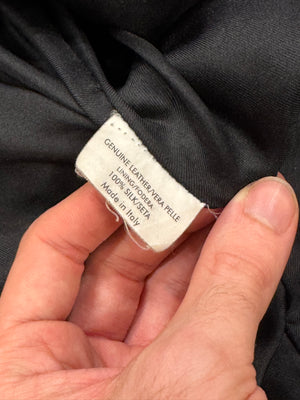 GENUINE LEATHER/VERA PELLE
LINING/FODERA
100% SILK/SETA
Made in Italy